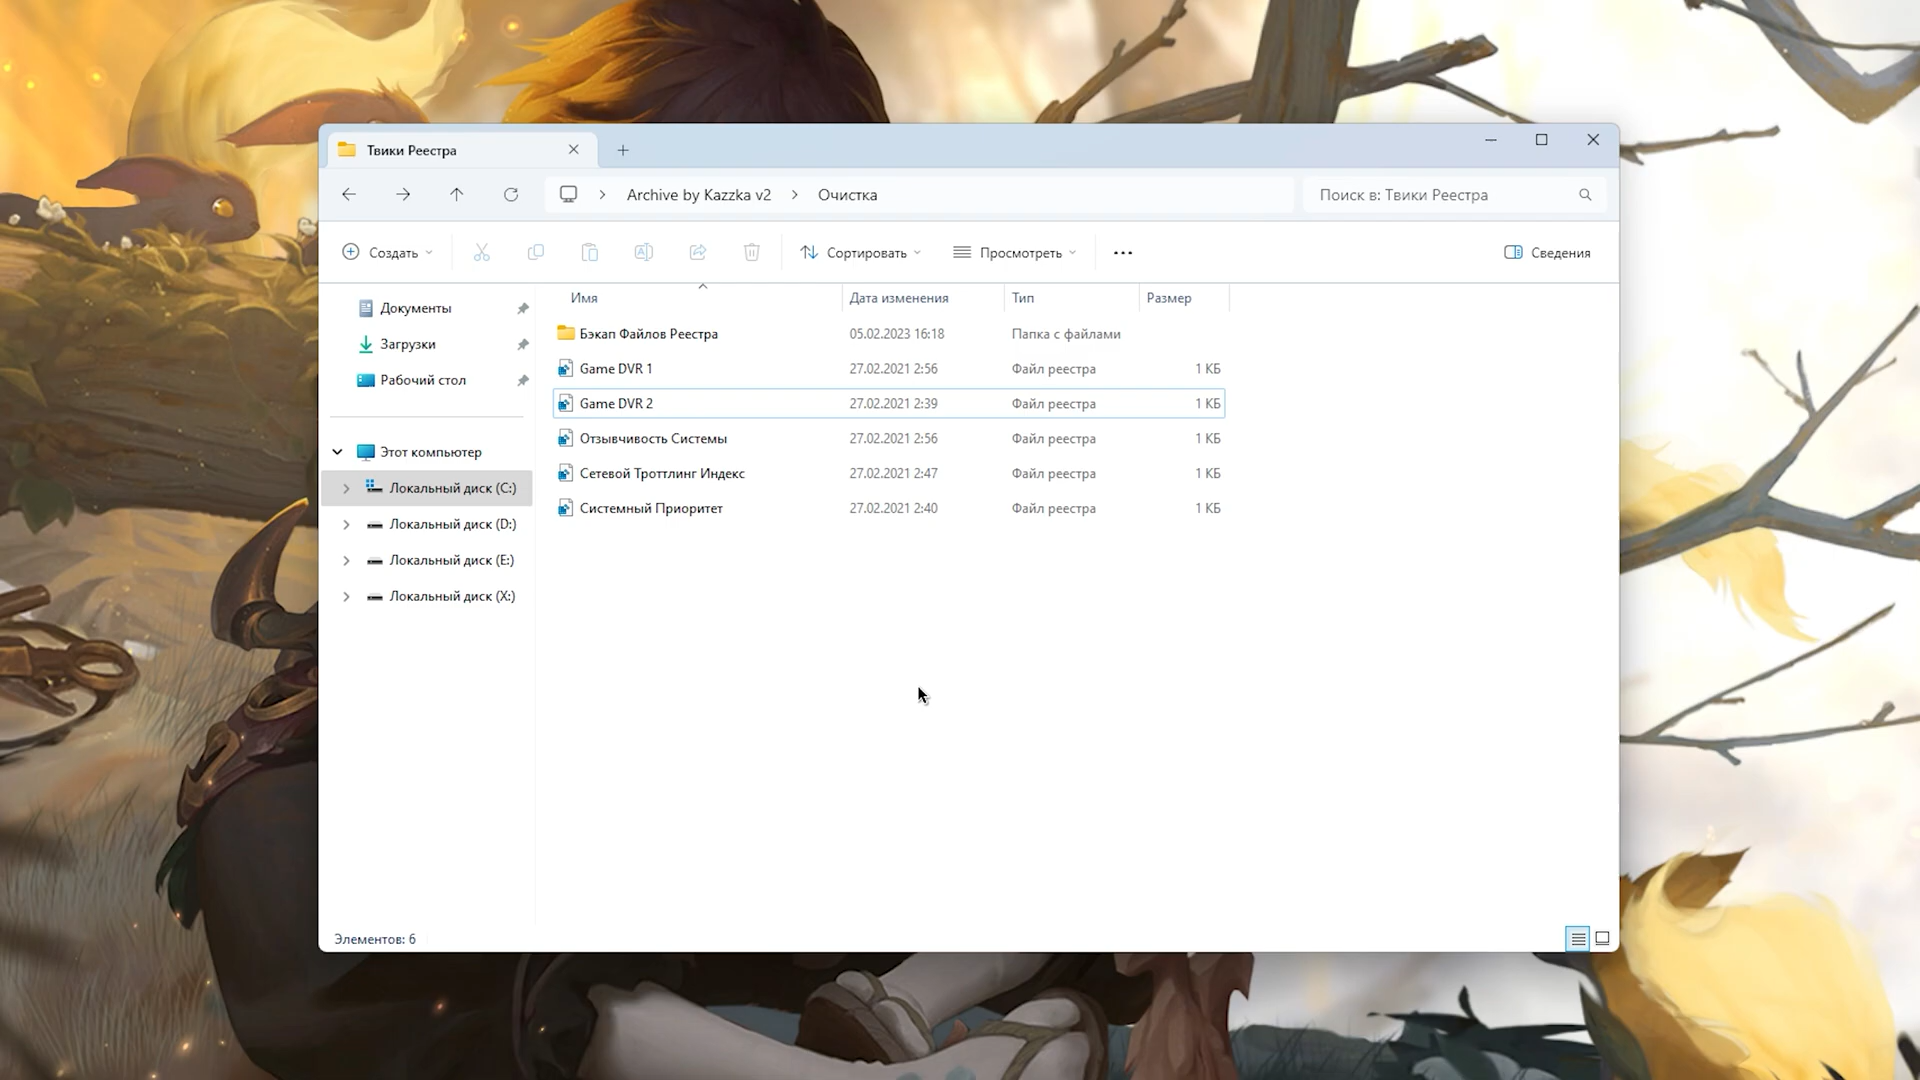 Твики Реестра
Archive by Kazzka v2 > Очистка
Поиск в: Твики Реестра
Создать
Сортировать
Просмотреть
Сведения
Документы
Загрузки
Рабочий стол
Этот компьютер
Локальный диск (C:)
Локальный диск (D:)
Локальный диск (E:)
Локальный диск (X:)
Имя Дата изменения Тип Размер
Бэкап Файлов Реестра 05.02.2023 16:18 Папка с файлами
Game DVR 1 27.02.2021 2:56 Файл реестра 1 КБ
Game DVR 2 27.02.2021 2:39 Файл реестра 1 КБ
Отзывчивость Системы 27.02.2021 2:56 Файл реестра 1 КБ
Сетевой Троттлинг Индекс 27.02.2021 2:47 Файл реестра 1 КБ
Системный Приоритет 27.02.2021 2:40 Файл реестра 1 КБ
Элементов: 6